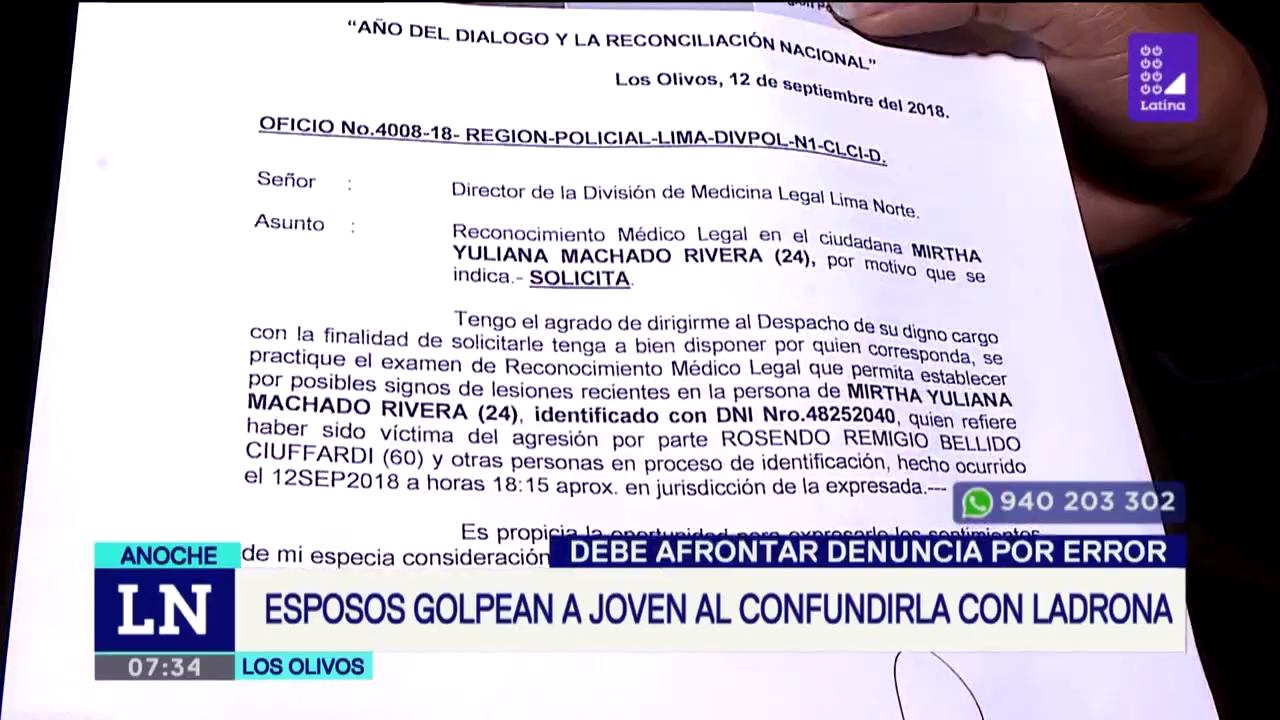 “AÑO DEL DIALOGO Y LA RECONCILIACIÓN NACIONAL”
Los Olivos, 12 de septiembre del 2018.
OFICIO No.4008-18- REGION-POLICIAL-LIMA-DIVPOL-N1-CLCI-D.
Señor :
Director de la División de Medicina Legal Lima Norte.
Asunto :
Reconocimiento Médico Legal en el ciudadana MIRTHA
YULIANA MACHADO RIVERA (24), por motivo que se
indica.- SOLICITA.
Tengo el agrado de dirigirme al Despacho de su digno cargo
con la finalidad de solicitarle tenga a bien disponer por quien corresponda, se
practique el examen de Reconocimiento Médico Legal que permita establecer
por posibles signos de lesiones recientes en la persona de MIRTHA YULIANA
MACHADO RIVERA (24), identificado con DNI Nro.48252040, quien refiere
haber sido víctima del agresión por parte ROSENDO REMIGIO BELLIDO
CIUFFARDI (60) y otras personas en proceso de identificación, hecho ocurrido
el 12SEP2018 a horas 18:15 aprox. en jurisdicción de la expresada.---
Es propicia la oportunidad para expresarle los sentimientos
de mi especia consideración
Latina
940 203 302
ANOCHE
DEBE AFRONTAR DENUNCIA POR ERROR
LN
ESPOSOS GOLPEAN A JOVEN AL CONFUNDIRLA CON LADRONA
07:34
LOS OLIVOS